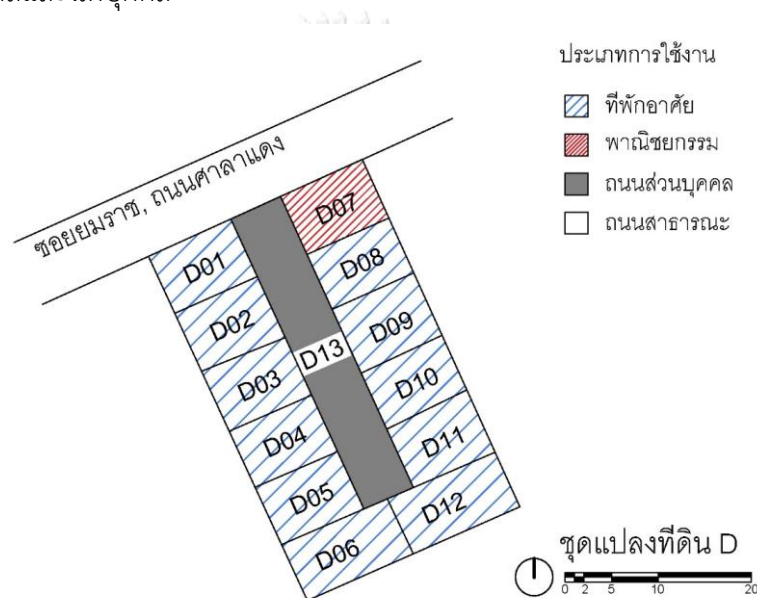 ประเภทการใช้งาน
ที่พักอาศัย
พาณิชยกรรม
ถนนส่วนบุคคล
ถนนสาธารณะ
ซอยยมราช, ถนนศาลาแดง
D07
D01
D08
D02
D09
D13
D03
D10
D04
D11
D05
D12
D06
ชุดแปลงที่ดิน D
0 2 5 10 20